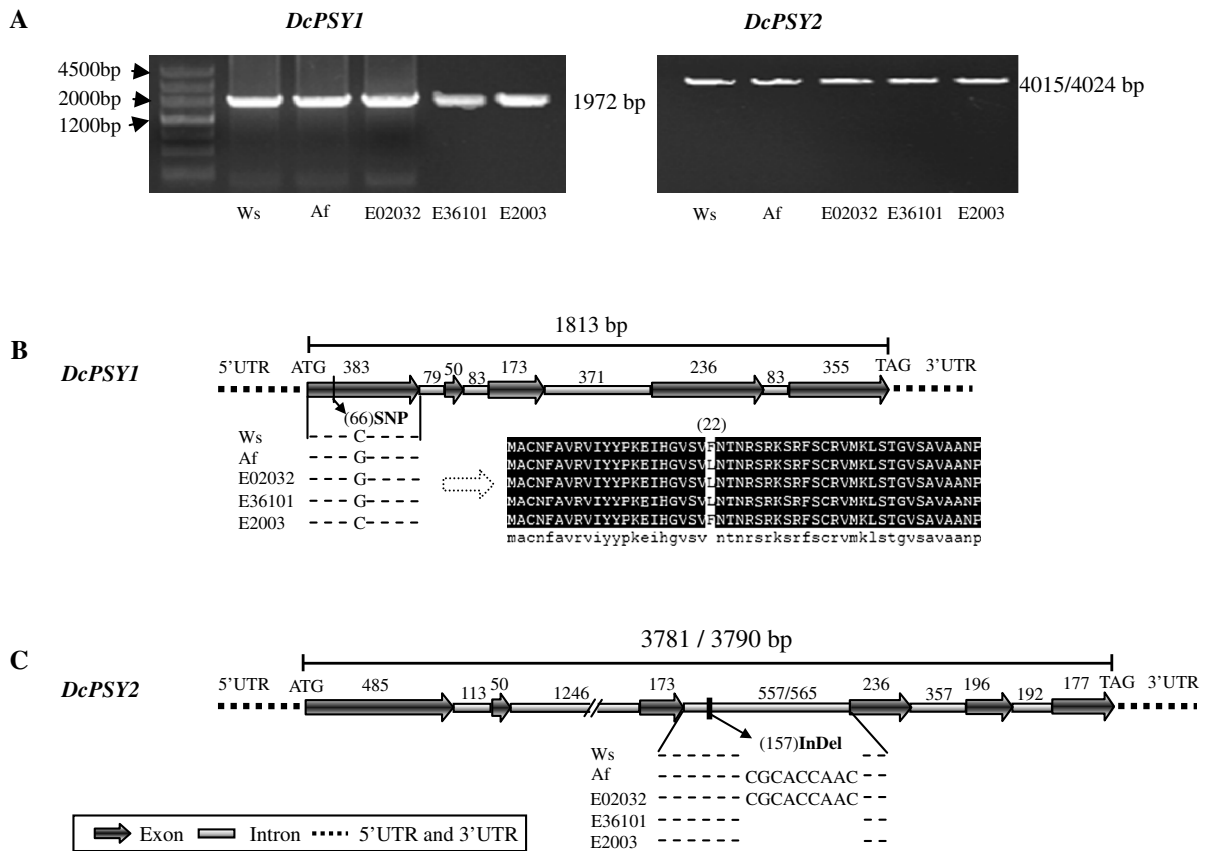 A
DcPSY1
DcPSY2
4500bp
2000bp
1200bp
1972 bp
4015/4024 bp
Ws Af E02032 E36101 E2003
Ws Af E02032 E36101 E2003
B
DcPSY1
1813 bp
5’UTR ATG 383 79 50 83 173 371 236 83 355 TAG 3’UTR
(66)SNP
(22)
Ws ---C-----
Af ---G-----
E02032 ---G-----
E36101 ---G-----
E2003 ---C-----
MACNFAVRVIYYPKEIHGVSVFNTNRSRKSRFSCRVMKLSTGVSAVAANP
MACNFAVRVIYYPKEIHGVSVLNTNRSRKSRFSCRVMKLSTGVSAVAANP
MACNFAVRVIYYPKEIHGVSVLNTNRSRKSRFSCRVMKLSTGVSAVAANP
MACNFAVRVIYYPKEIHGVSVLNTNRSRKSRFSCRVMKLSTGVSAVAANP
MACNFAVRVIYYPKEIHGVSVFNTNRSRKSRFSCRVMKLSTGVSAVAANP
macnfavrviyypkeihgvsv ntnrsrksrfscrvmklstgvsavaanp
C
DcPSY2
3781 / 3790 bp
5’UTR ATG 485 113 50 1246 173 557/565 236 357 196 192 177 TAG 3’UTR
(157)InDel
Ws ------ --
Af ------ CGCACCAAC --
E02032 ------ CGCACCAAC --
E36101 ------ --
E2003 ------ --
Exon Intron 5’UTR and 3’UTR